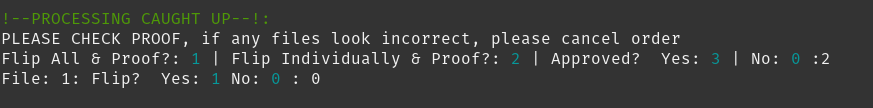 !--PROCESSING CAUGHT UP--!:
PLEASE CHECK PROOF, if any files look incorrect, please cancel order
Flip All & Proof?: 1 | Flip Individually & Proof?: 2 | Approved?  Yes: 3 | No: 0 :2
File: 1: Flip?  Yes: 1 No: 0 : 0